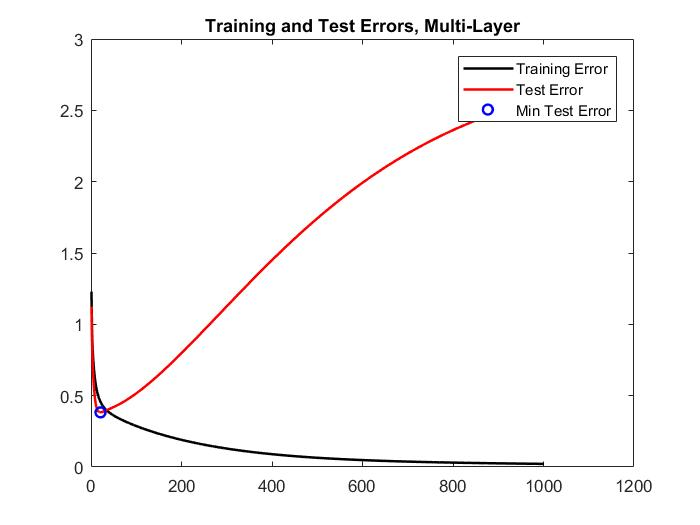 Training and Test Errors, Multi-Layer
3
2.5
2
1.5
1
0.5
0
Training Error
Test Error
Min Test Error
0 200 400 600 800 1000 1200